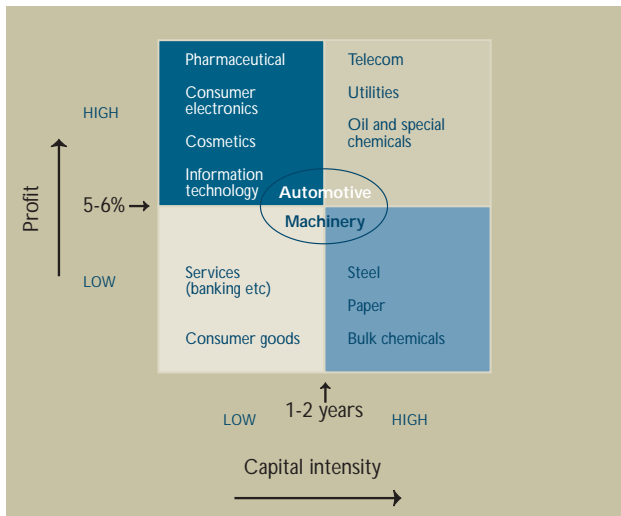 Pharmaceutical
Consumer
electronics
Cosmetics
Information
technology
Telecom
Utilities
Oil and special
chemicals
Automotive
Machinery
Services
(banking etc)
Consumer goods
Steel
Paper
Bulk chemicals
HIGH
Profit
5-6%
LOW
1-2 years
LOW
HIGH
Capital intensity